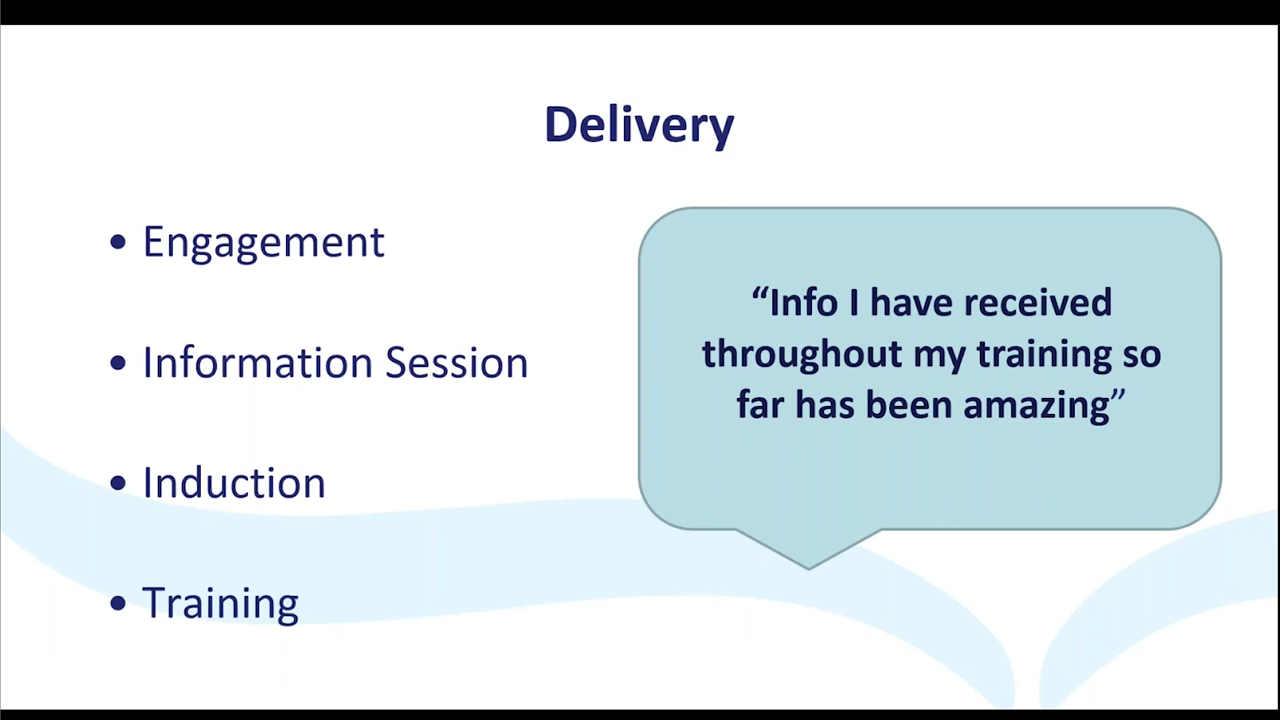 Delivery
• Engagement
• Information Session
• Induction
• Training
“Info I have received
throughout my training so
far has been amazing”